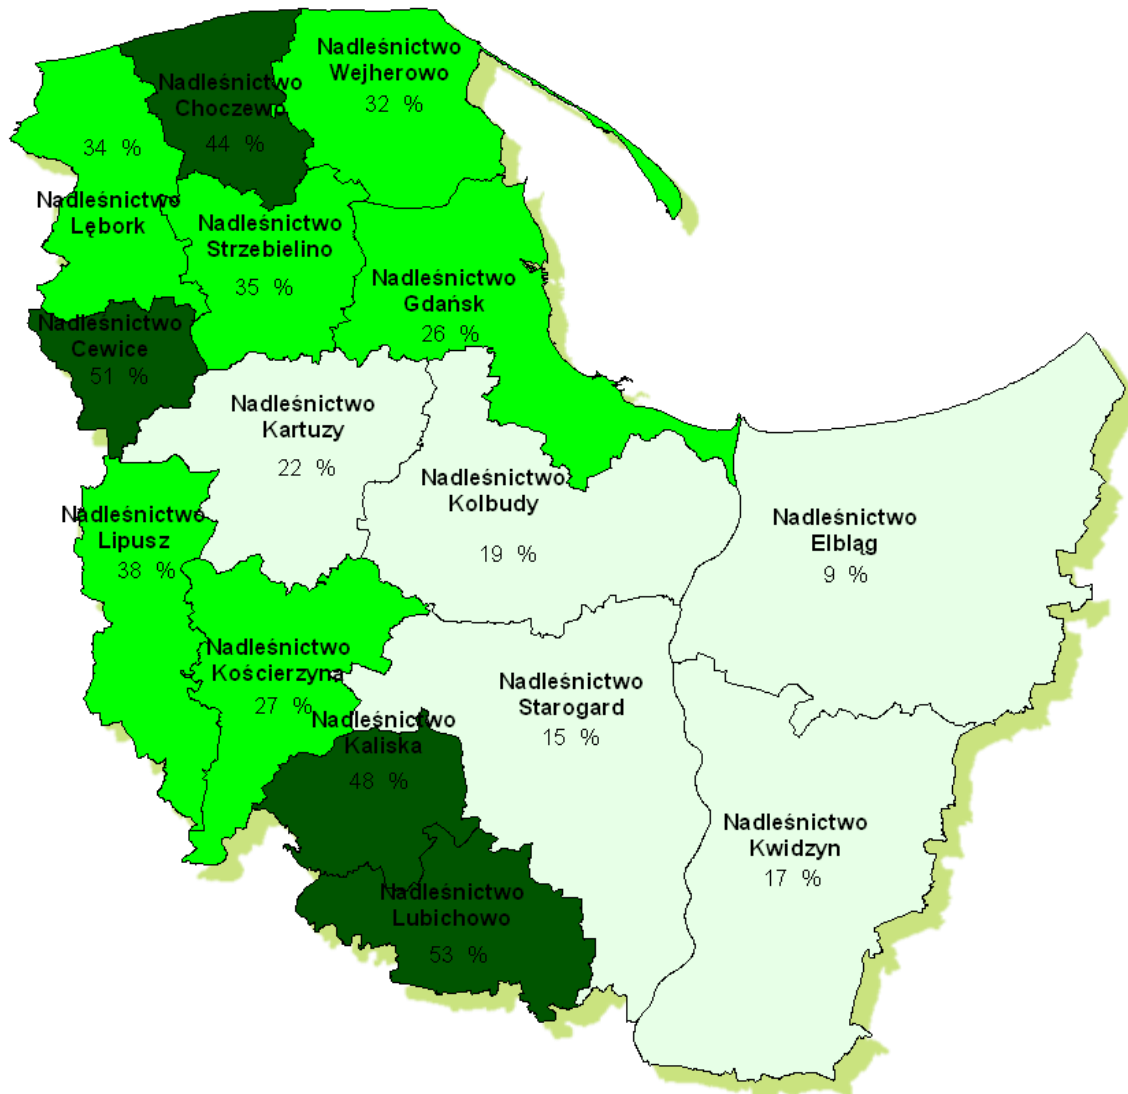 Nadleśnictwo
Wejherowo
32 %
Nadleśnictwo
Choczewo
44 %
34 %
Nadleśnictwo
Lębork
Nadleśnictwo
Strzebielino
35 %
Nadleśnictwo
Gdańsk
26 %
Nadleśnictwo
Cewice
51 %
Nadleśnictwo
Kartuzy
22 %
Nadleśnictwo
Kolbudy
19 %
Nadleśnictwo
Lipusz
38 %
Nadleśnictwo
Elbląg
9 %
Nadleśnictwo
Kościerzyna
27 %
Nadleśnictwo
Starogard
15 %
Nadleśnictwo
Kaliska
48 %
Nadleśnictwo
Kwidzyn
17 %
Nadleśnictwo
Lubichowo
53 %